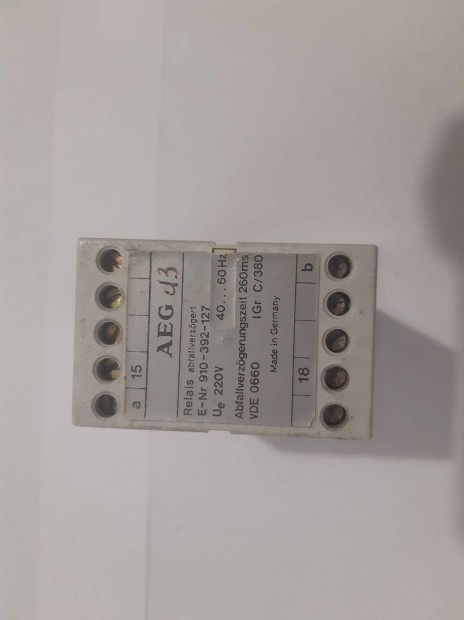 a 15
AEG U3
Relais abfallverzögert
E-Nr 910-392-127
Ue 220V 40...60Hz
Abfallverzögerungszeit 260ms
VDE 0660 IGr C/380
Made in Germany
18 b